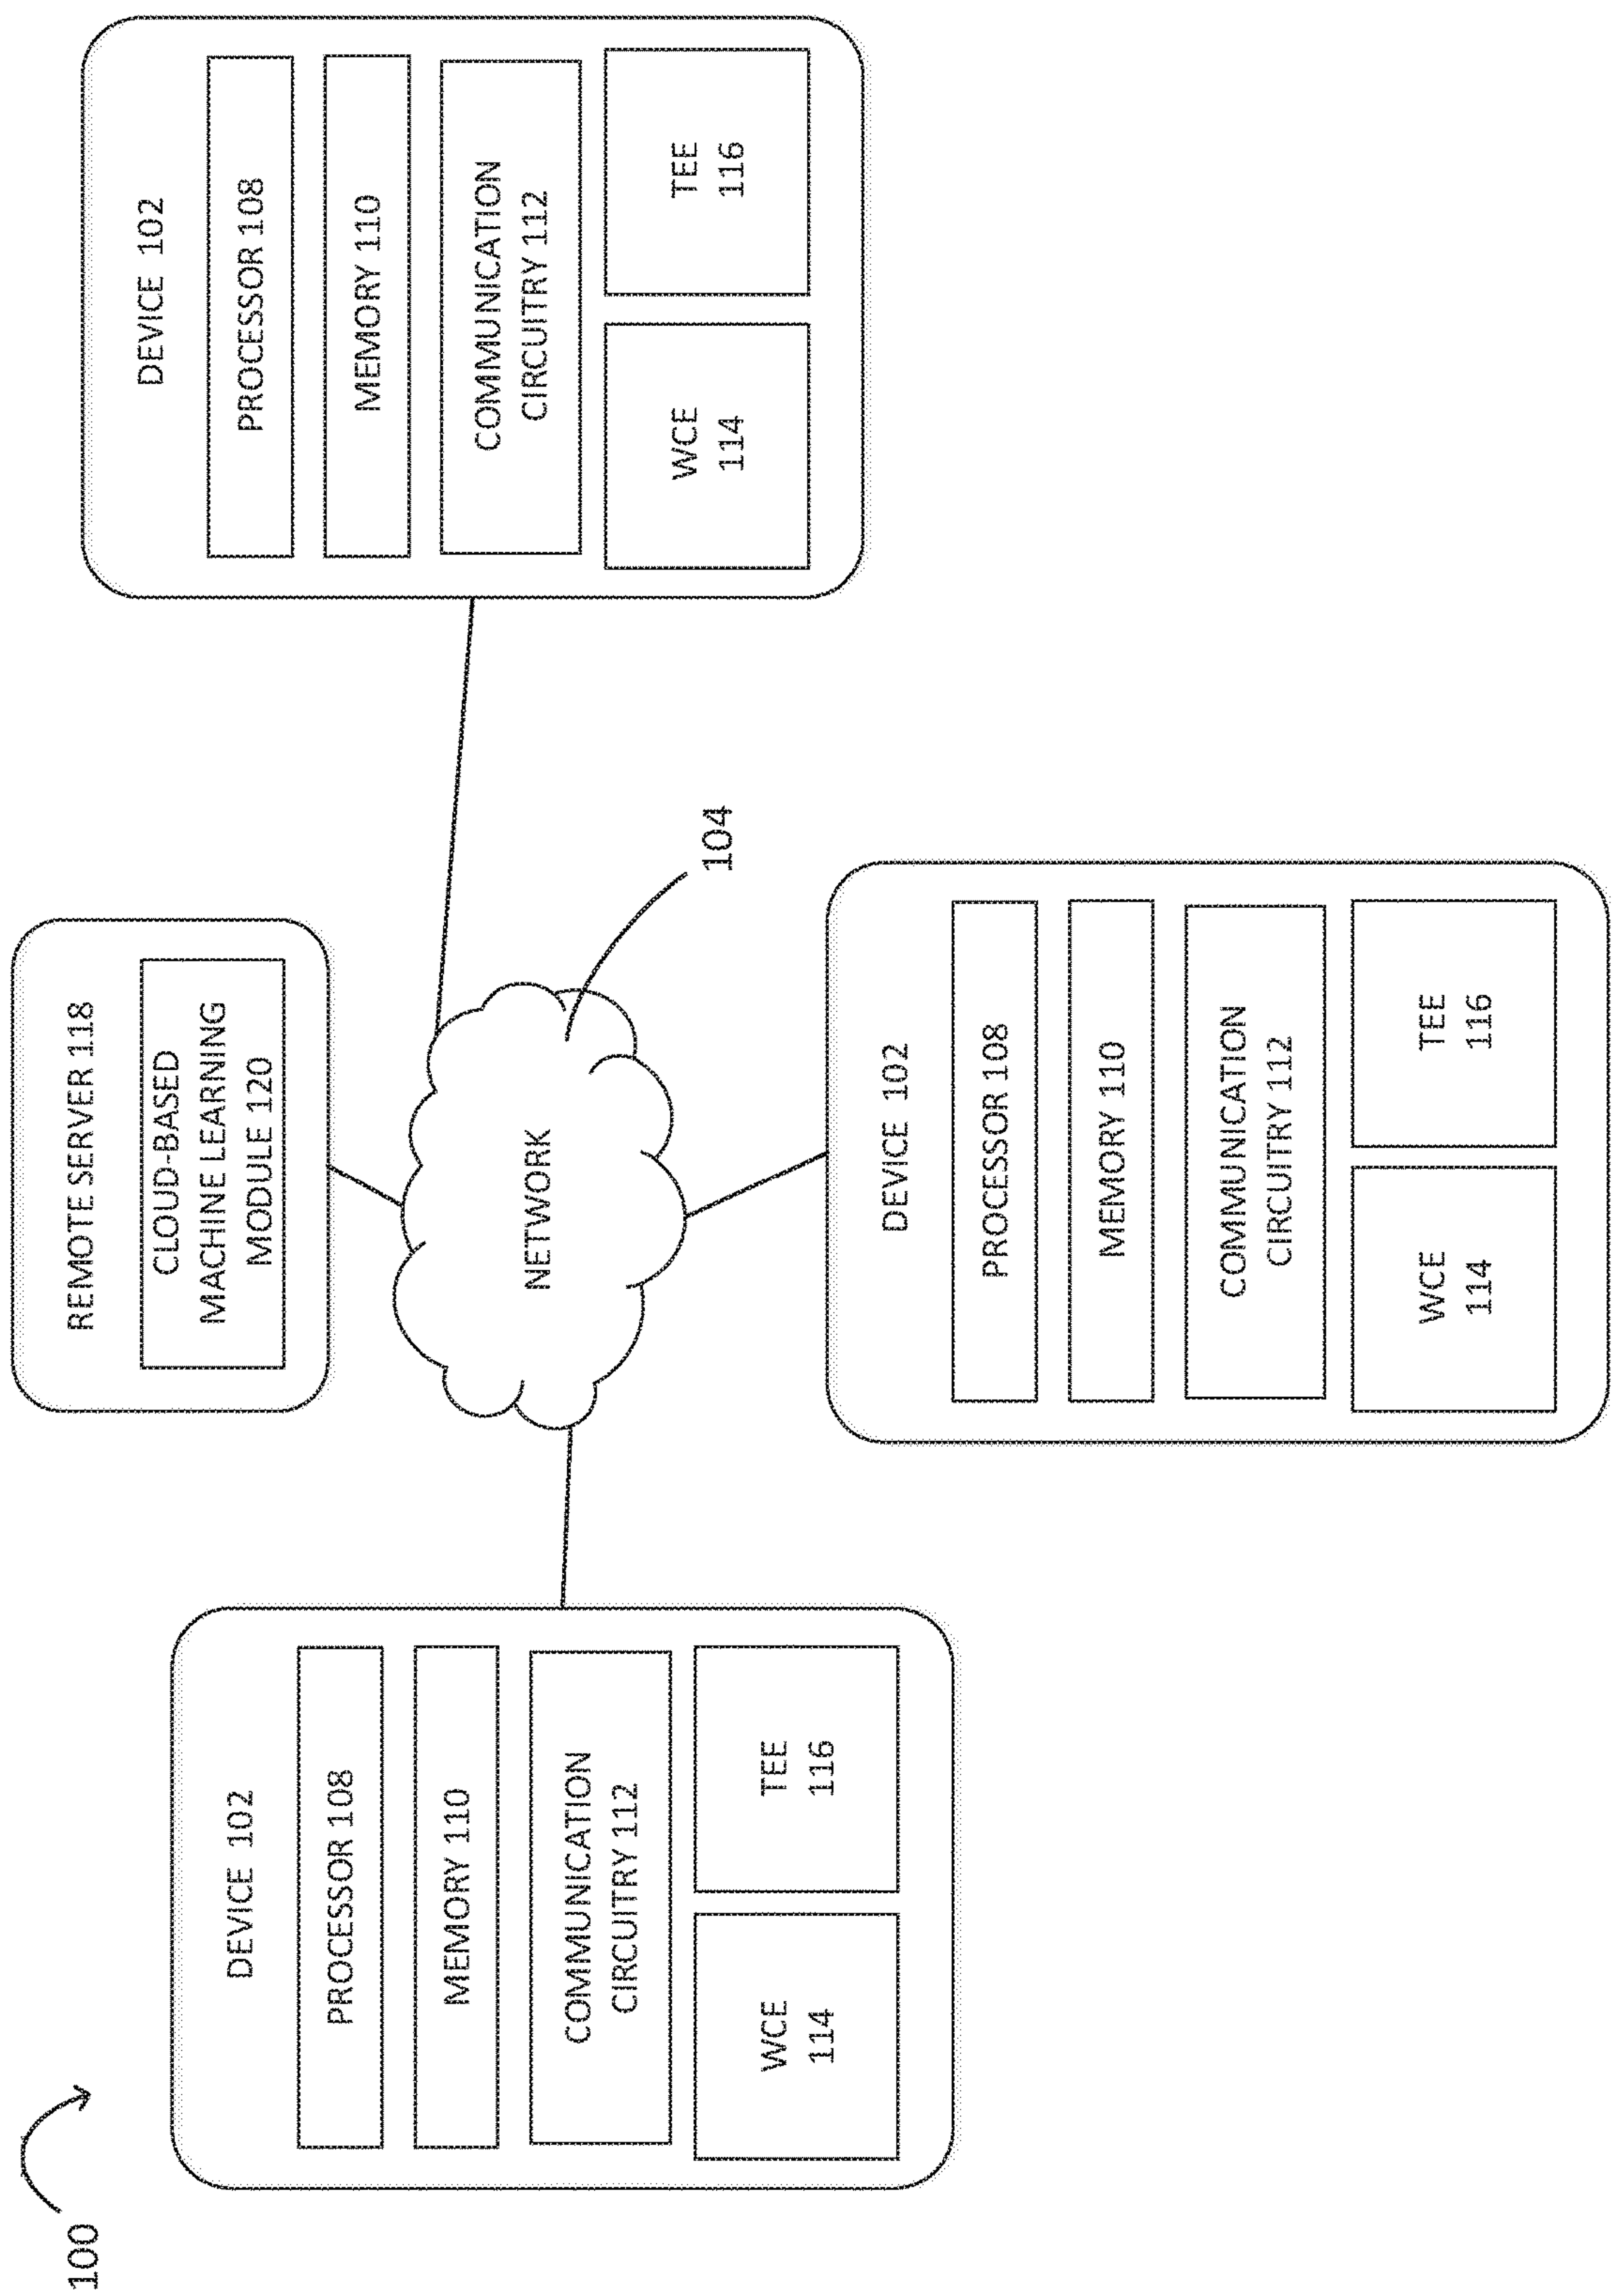 100
REMOTE SERVER 118
CLOUD-BASED
MACHINE LEARNING
MODULE 120
DEVICE 102
PROCESSOR 108
MEMORY 110
COMMUNICATION
CIRCUITRY 112
WCE
114
TEE
116
NETWORK
104
DEVICE 102
PROCESSOR 108
MEMORY 110
COMMUNICATION
CIRCUITRY 112
WCE
114
TEE
116
DEVICE 102
PROCESSOR 108
MEMORY 110
COMMUNICATION
CIRCUITRY 112
WCE
114
TEE
116